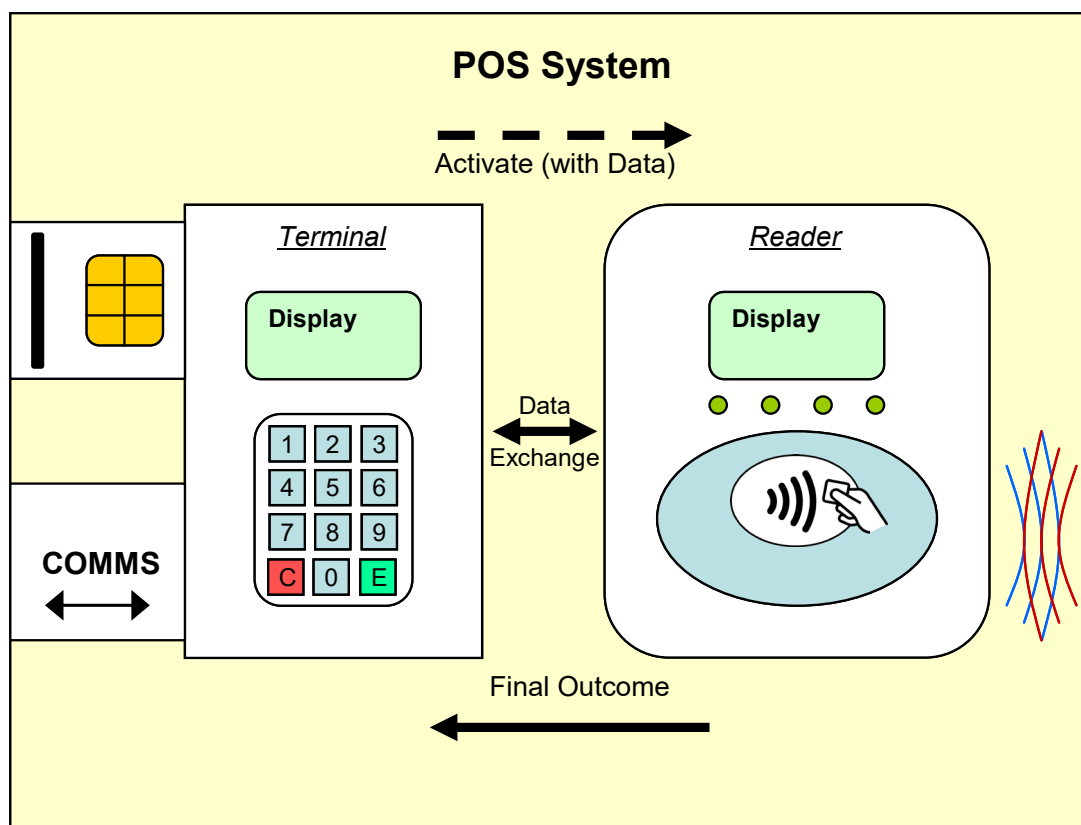 POS System
Activate (with Data)
Terminal
Reader
Display
Display
Data
Exchange
1 2 3
4 5 6
7 8 9
C 0 E
COMMS
Final Outcome